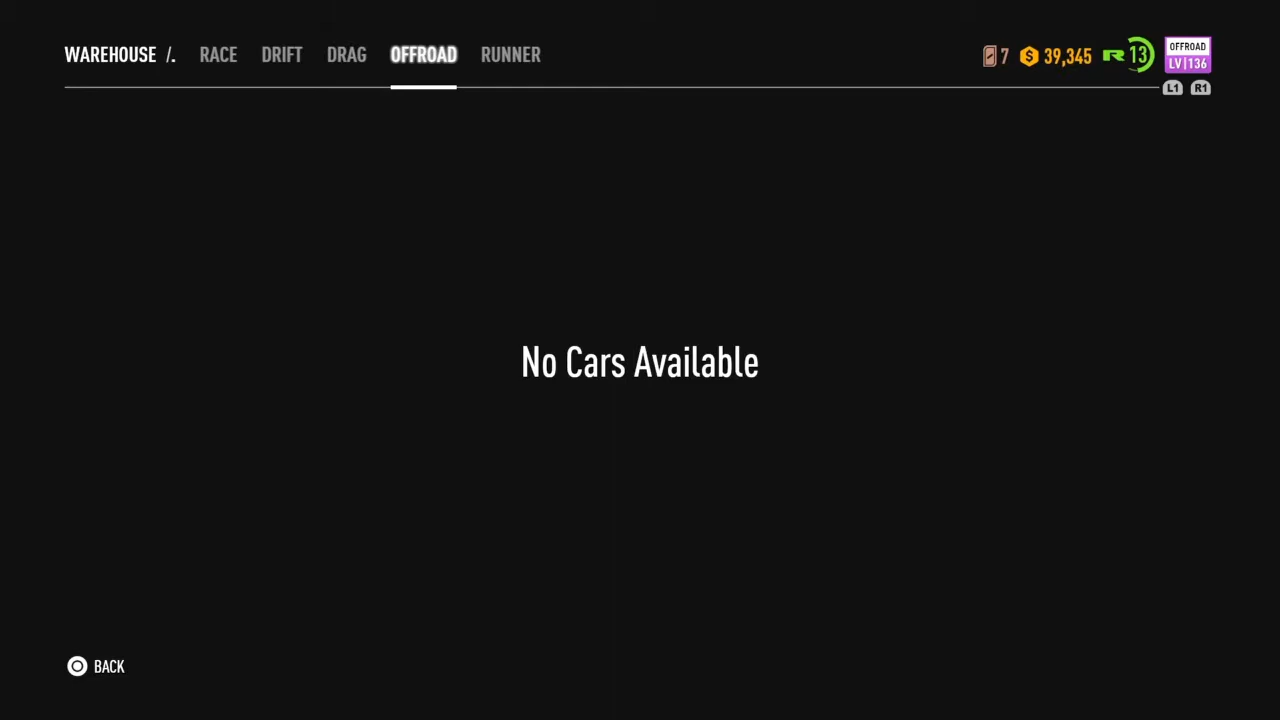 WAREHOUSE /. RACE DRIFT DRAG OFFROAD RUNNER 7 39,345 R 13 OFFROAD
LV|136
L1 R1
No Cars Available
BACK